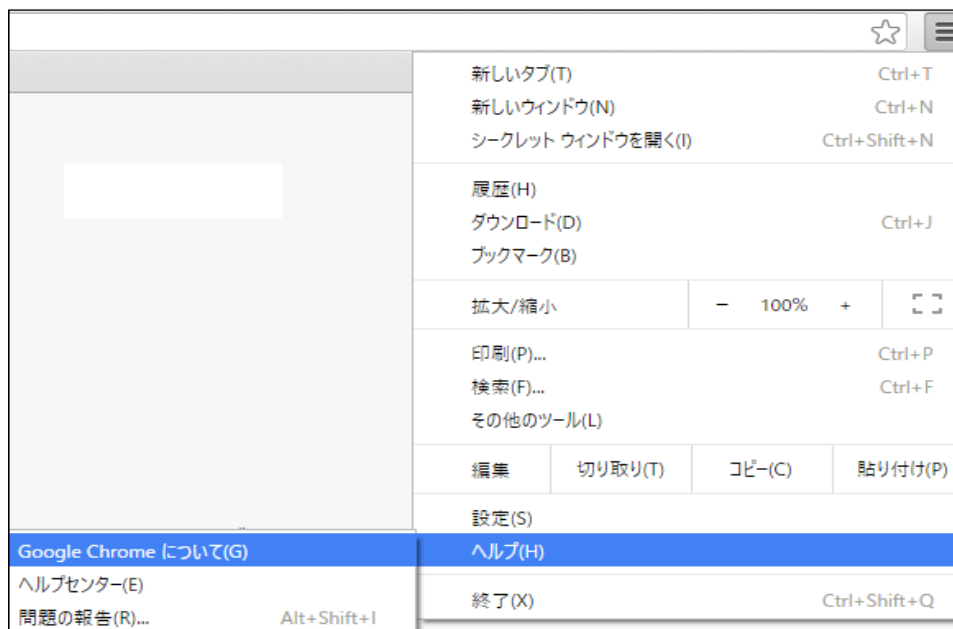 新しいタブ(T) Ctrl+T
新しいウィンドウ(N) Ctrl+N
シークレット ウィンドウを開く(I) Ctrl+Shift+N
履歴(H)
ダウンロード(D) Ctrl+J
ブックマーク(B)
拡大/縮小 − 100% +
印刷(P)... Ctrl+P
検索(F)... Ctrl+F
その他のツール(L)
編集 切り取り(T) コピー(C) 貼り付け(P)
設定(S)
ヘルプ(H)
Google Chrome について(G)
ヘルプセンター(E)
問題の報告(R)... Alt+Shift+I
終了(X) Ctrl+Shift+Q